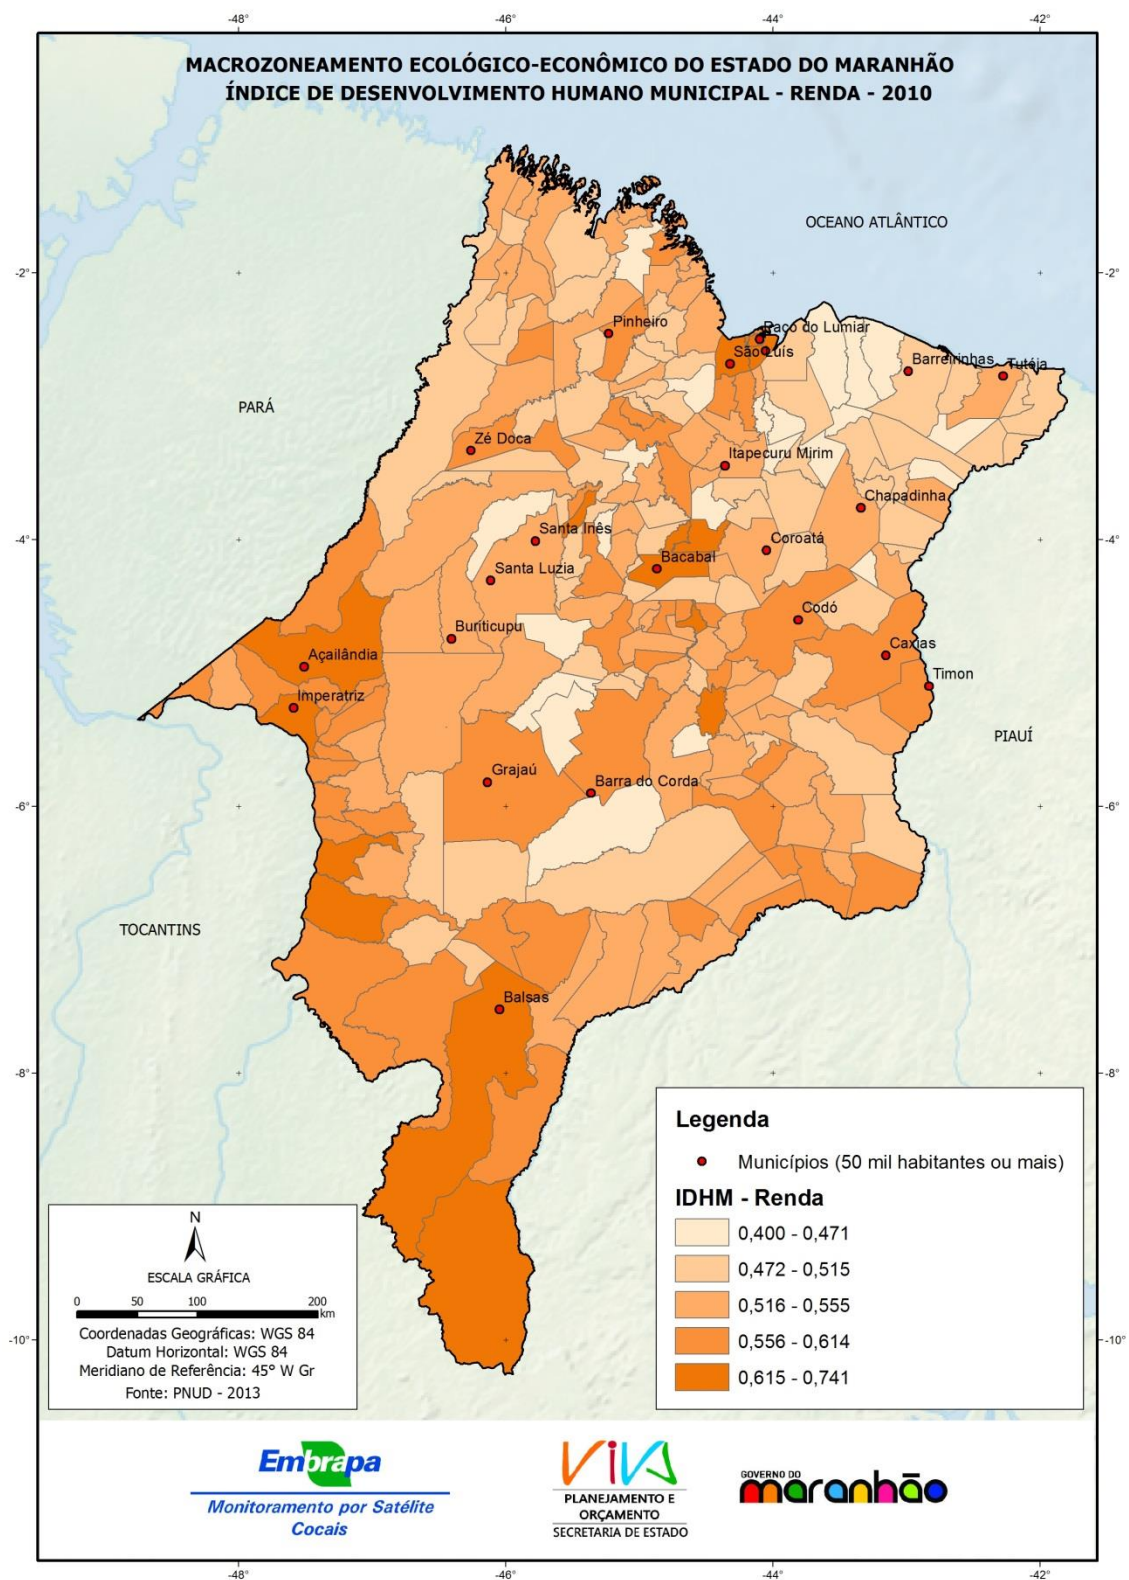 -48 -46 -44 -42
MACROZONEAMENTO ECOLÓGICO-ECONÔMICO DO ESTADO DO MARANHÃO
ÍNDICE DE DESENVOLVIMENTO HUMANO MUNICIPAL - RENDA - 2010
OCEANO ATLÂNTICO
-2° -2°
Pinheiro
Paço do Lumiar
São Luís
Barreirinhas
Tutóia
PARÁ
Zé Doca
Itapecuru Mirim
Chapadinha
Santa Inês
-4° -4°
Coroatá
Bacabal
Santa Luzia
Codó
Buriticupu
Caxias
Açailândia
Timon
Imperatriz
PIAUÍ
Grajaú
Barra do Corda
-6° -6°
TOCANTINS
Balsas
-8° -8°
Legenda
Municípios (50 mil habitantes ou mais)
IDHM - Renda
0,400 - 0,471
0,472 - 0,515
0,516 - 0,555
0,556 - 0,614
0,615 - 0,741
N
ESCALA GRÁFICA
0 50 100 200
km
Coordenadas Geográficas: WGS 84
Datum Horizontal: WGS 84
Meridiano de Referência: 45° W Gr
Fonte: PNUD - 2013
-10° -10°
Embrapa
Monitoramento por Satélite
Cocais
VIVA
PLANEJAMENTO E
ORÇAMENTO
SECRETARIA DE ESTADO
GOVERNO DO
maranhão
-48 -46 -44 -42